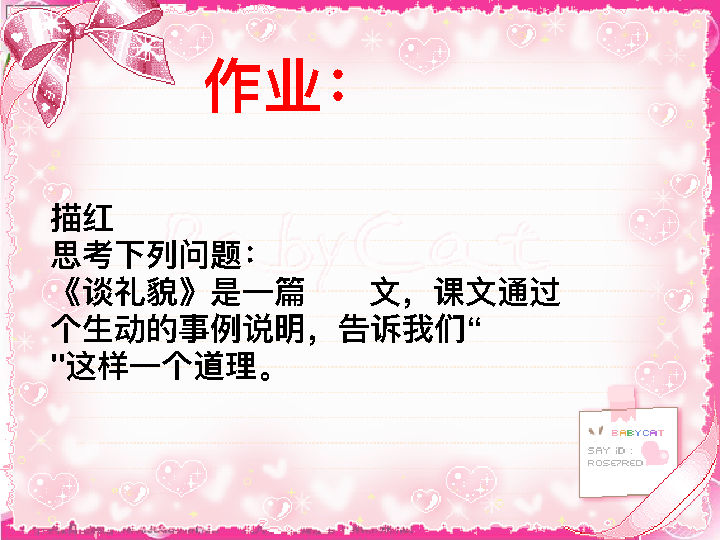 作业：
描红
思考下列问题：
《谈礼貌》是一篇　　文，课文通过
个生动的事例说明，告诉我们“
"这样一个道理。
BabyCat
BABYCAT
SAY iD :
ROSE7RED